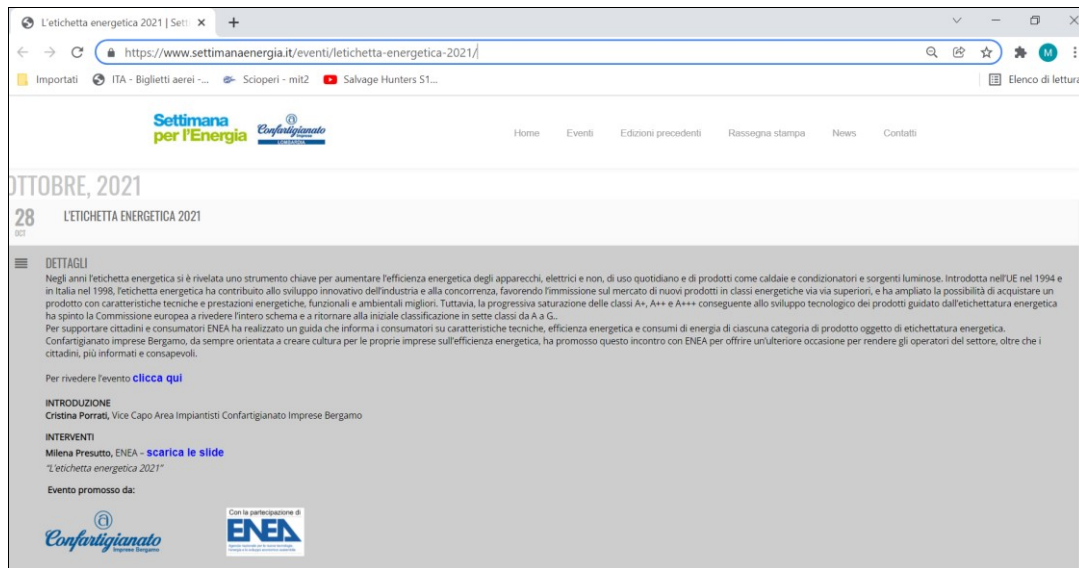 L'etichetta energetica 2021 | Sett
https://www.settimanaenergia.it/eventi/letichetta-energetica-2021/
M
Importati ITA - Biglietti aerei -... Scioperi - mit2 Salvage Hunters S1... Elenco di lettura
Settimana
per l'Energia
Confartigianato
LOMBARDIA
Home Eventi Edizioni precedenti Rassegna stampa News Contatti
OTTOBRE, 2021
28
OCT
L'ETICHETTA ENERGETICA 2021
DETTAGLI
Negli anni l'etichetta energetica si è rivelata uno strumento chiave per aumentare l'efficienza energetica degli apparecchi, elettrici e non, di uso quotidiano e di prodotti come caldaie e condizionatori e sorgenti luminose. Introdotta nell'UE nel 1994 e
in Italia nel 1998, l'etichetta energetica ha contribuito allo sviluppo innovativo dell'industria e alla concorrenza, favorendo l'immissione sul mercato di nuovi prodotti in classi energetiche via via superiori, e ha ampliato la possibilità di acquistare un
prodotto con caratteristiche tecniche e prestazioni energetiche, funzionali e ambientali migliori. Tuttavia, la progressiva saturazione delle classi A+, A++ e A+++ conseguente allo sviluppo tecnologico dei prodotti guidato dall'etichettatura energetica
ha spinto la Commissione europea a rivedere l'intero schema e a ritornare alla iniziale classificazione in sette classi da A a G..
Per supportare cittadini e consumatori ENEA ha realizzato un guida che informa i consumatori su caratteristiche tecniche, efficienza energetica e consumi di energia di ciascuna categoria di prodotto oggetto di etichettatura energetica.
Confartigianato imprese Bergamo, da sempre orientata a creare cultura per le proprie imprese sull'efficienza energetica, ha promosso questo incontro con ENEA per offrire un'ulteriore occasione per rendere gli operatori del settore, oltre che i
cittadini, più informati e consapevoli.
Per rivedere l'evento clicca qui
INTRODUZIONE
Cristina Porrati, Vice Capo Area Impiantisti Confartigianato Imprese Bergamo
INTERVENTI
Milena Presutto, ENEA – scarica le slide
"L'etichetta energetica 2021"
Evento promosso da:
Confartigianato
Imprese Bergamo
Con la partecipazione di
ENEA